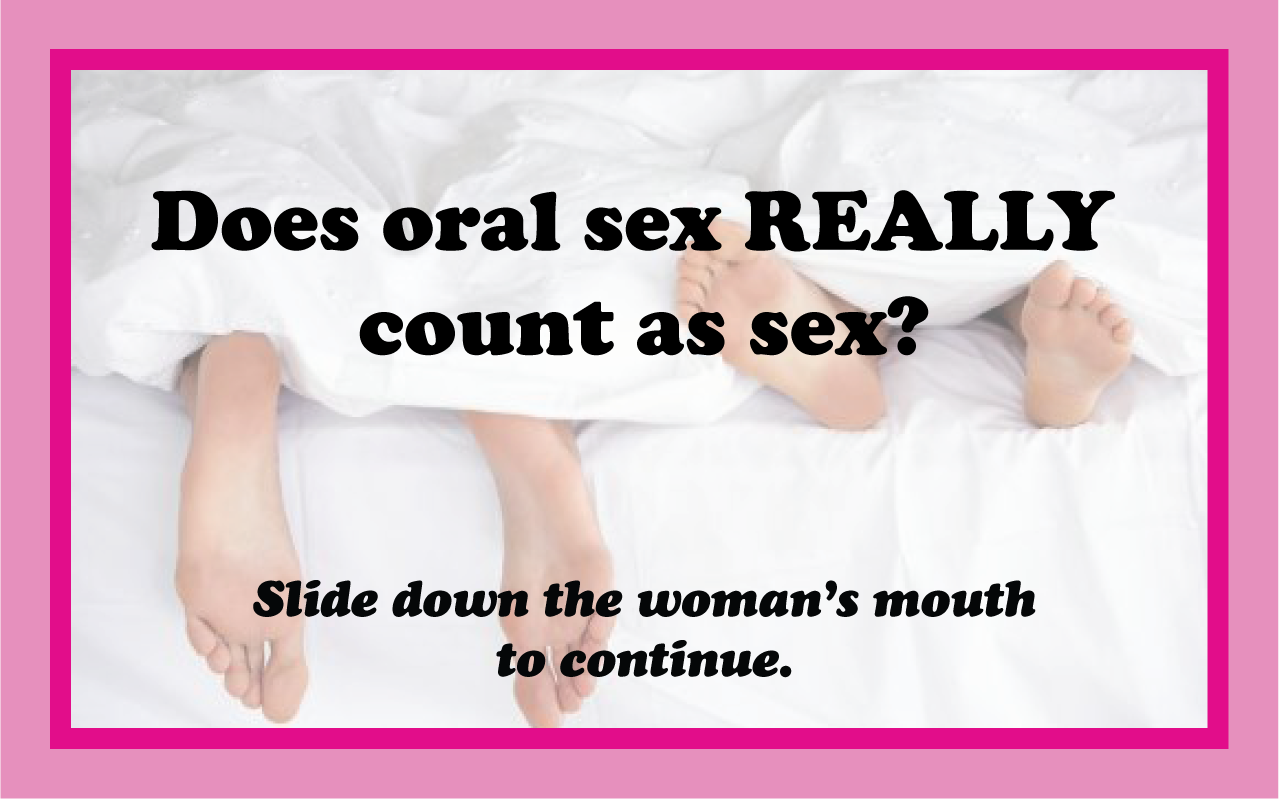 Does oral sex REALLY
count as sex?
Slide down the woman’s mouth
to continue.